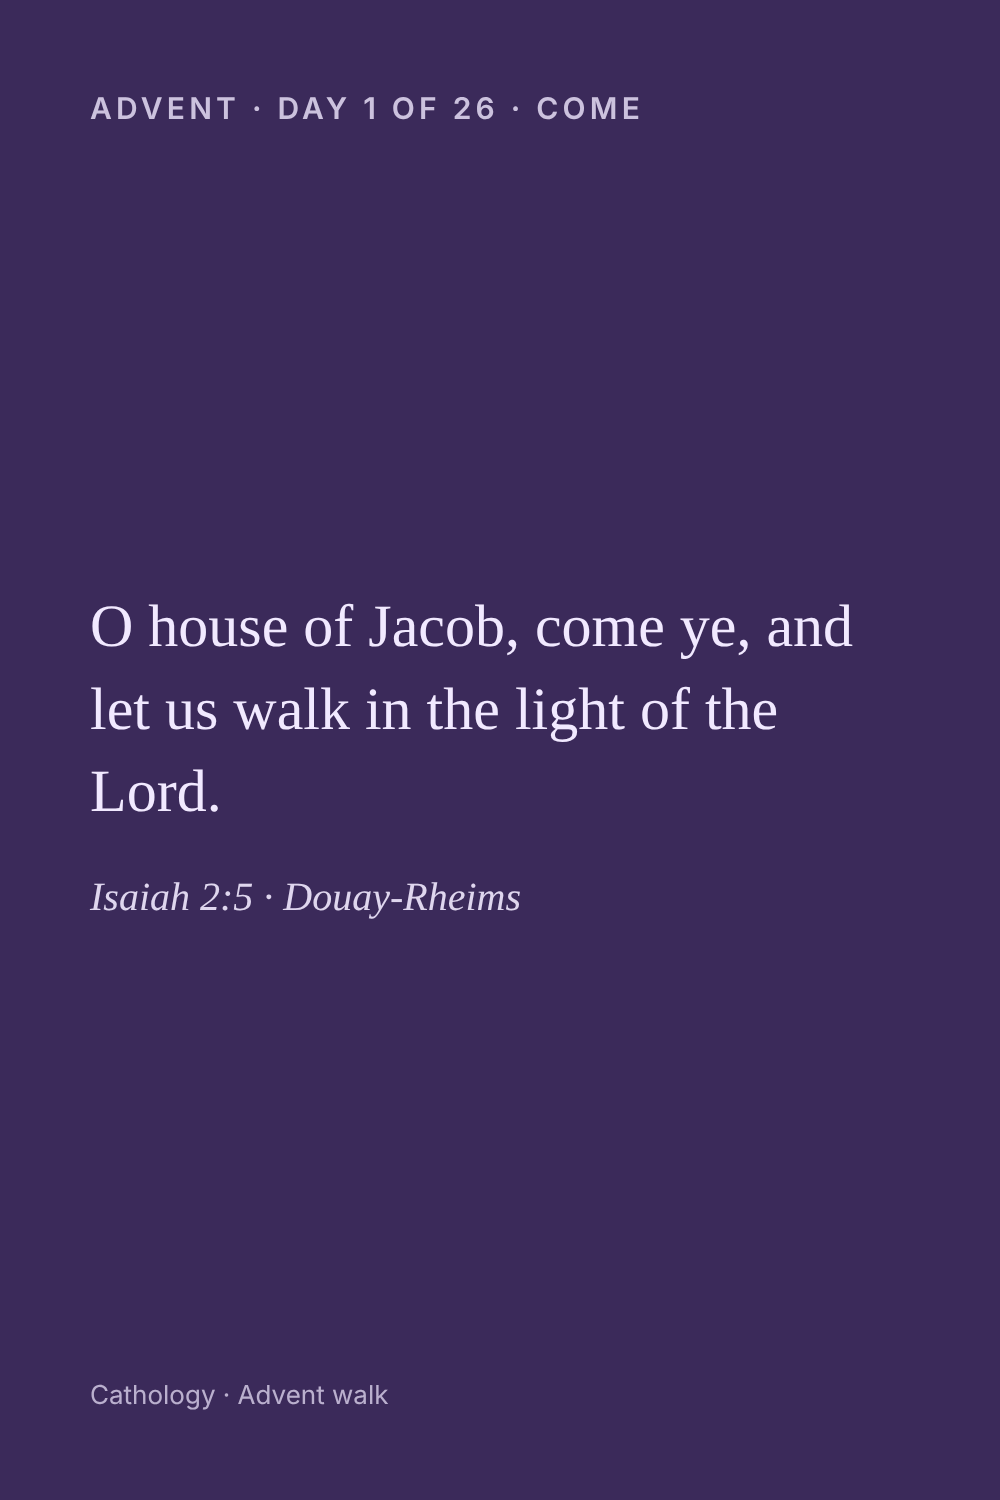 ADVENT · DAY 1 OF 26 · COME
O house of Jacob, come ye, and
let us walk in the light of the
Lord.
Isaiah 2:5 · Douay-Rheims
Cathology · Advent walk